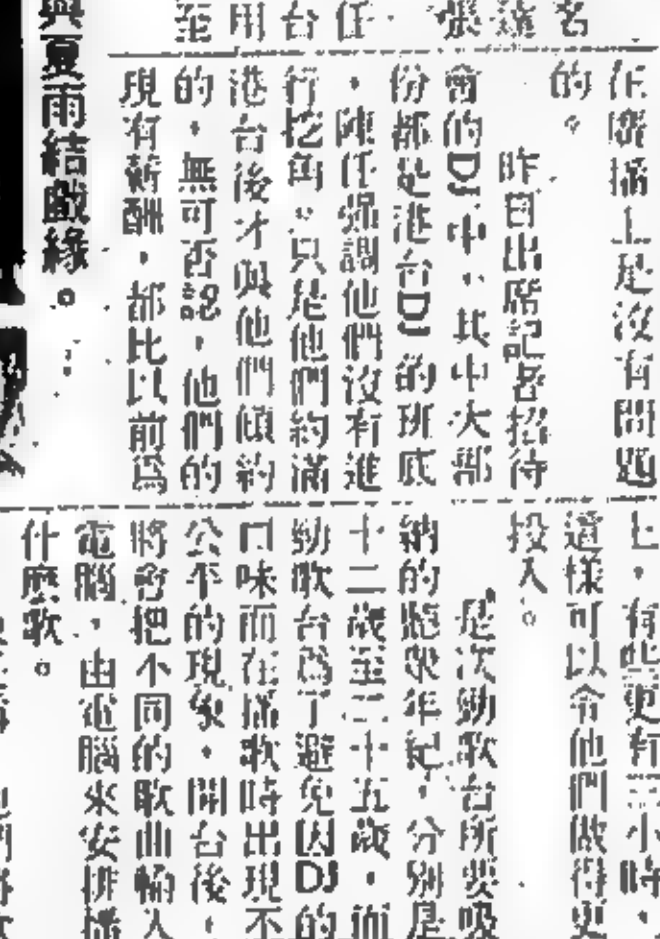 名
張達
任
台
用
至
在廣播上是沒有問題
的。
昨日出席記者招待
會的DJ中,其中大部
份都是港台DJ的班底
,陳任強調他們沒有進
行挖角。只是他們約滿
港台後才與他們傾約
的,無可否認,他們的
現有薪酬,都比以前為
與夏雨結戲緣。
七,有些更有三小時,
這樣可以令他們做得更
投入。
是次勁歌台所要吸
納的聽眾年紀,分別是
十二歲至二十五歲,而
勁歌台為了避免因DJ的
口味而在播歌時出現不
公平的現象,開台後,
將會把不同的歌曲輸入
電腦,由電腦來安排播
什麼歌。